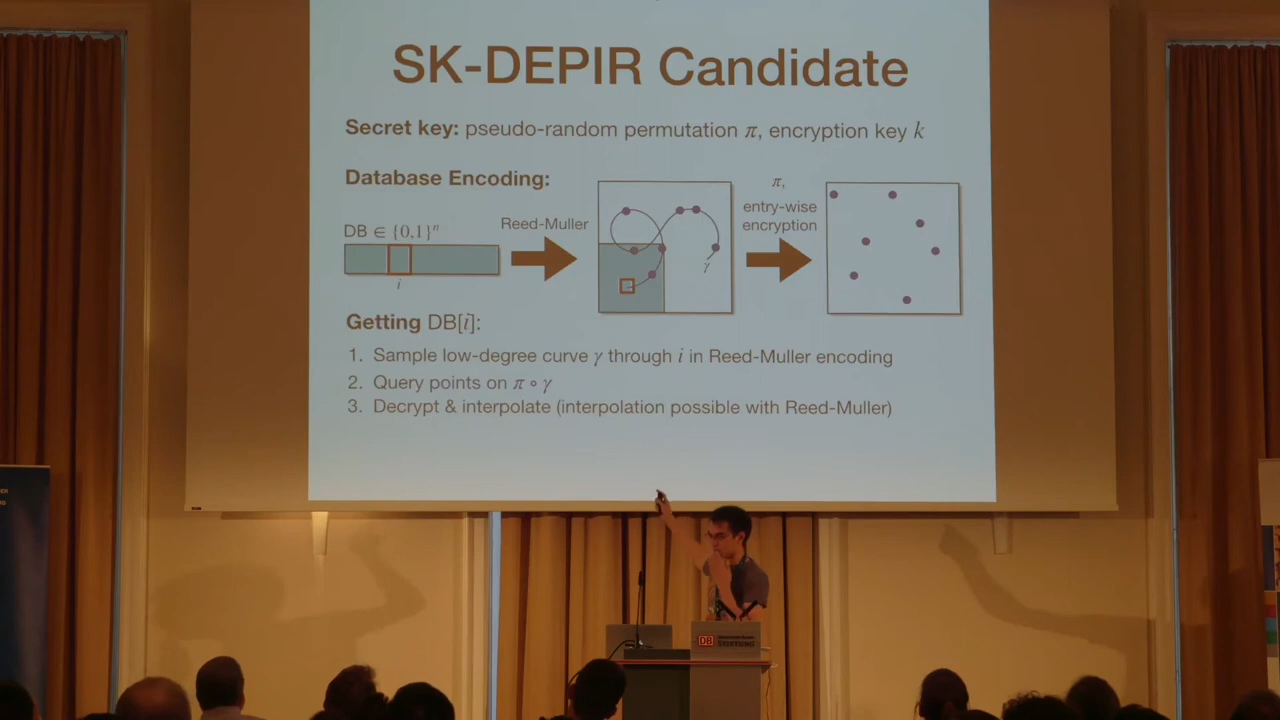 SK-DEPIR Candidate
Secret key: pseudo-random permutation π, encryption key k
Database Encoding:
DB ∈ {0,1}ⁿ
i
Reed-Muller
γ
π,
entry-wise
encryption
Getting DB[i]:
1. Sample low-degree curve γ through i in Reed-Muller encoding
2. Query points on π ∘ γ
3. Decrypt & interpolate (interpolation possible with Reed-Muller)
DB